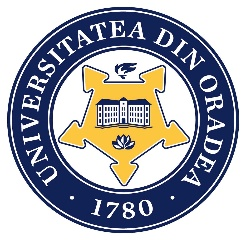 UNIVERSITATEA DIN ORADEA
· 1780 ·